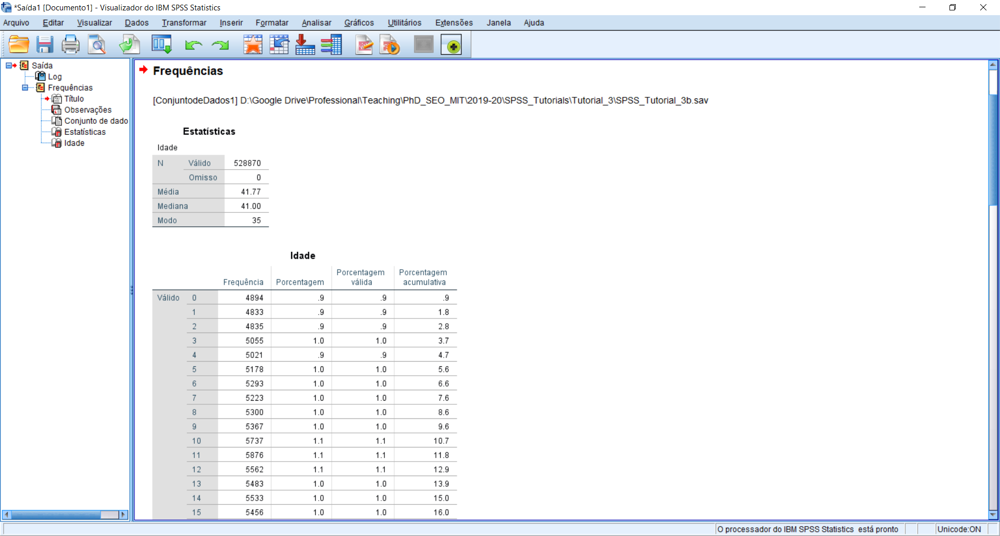 *Saída1 [Documento1] - Visualizador do IBM SPSS Statistics
Arquivo Editar Visualizar Dados Transformar Inserir Formatar Analisar Gráficos Utilitários Extensões Janela Ajuda
Saída
Log
Frequências
Título
Observações
Conjunto de dado
Estatísticas
Idade
Frequências
[ConjuntodeDados1] D:\Google Drive\Professional\Teaching\PhD_SEO_MIT\2019-20\SPSS_Tutorials\Tutorial_3\SPSS_Tutorial_3b.sav
Estatísticas
Idade
N Válido 528870
Omisso 0
Média 41.77
Mediana 41.00
Modo 35
Idade
Frequência Porcentagem Porcentagem válida Porcentagem acumulativa
Válido 0 4894 .9 .9 .9
1 4833 .9 .9 1.8
2 4835 .9 .9 2.8
3 5055 1.0 1.0 3.7
4 5021 .9 .9 4.7
5 5178 1.0 1.0 5.6
6 5293 1.0 1.0 6.6
7 5223 1.0 1.0 7.6
8 5300 1.0 1.0 8.6
9 5367 1.0 1.0 9.6
10 5737 1.1 1.1 10.7
11 5876 1.1 1.1 11.8
12 5562 1.1 1.1 12.9
13 5483 1.0 1.0 13.9
14 5533 1.0 1.0 15.0
15 5456 1.0 1.0 16.0
O processador do IBM SPSS Statistics está pronto Unicode:ON